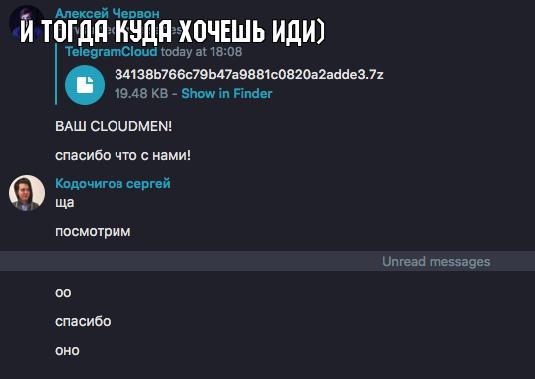 Алексей Червон
И ТОГДА КУДА ХОЧЕШЬ ИДИ)
TelegramCloud today at 18:08
34138b766c79b47a9881c0820a2adde3.7z
19.48 KB - Show in Finder
ВАШ CLOUDMEN!
спасибо что с нами!
Кодочигов сергей
ща
посмотрим
Unread messages
оо
спасибо
оно